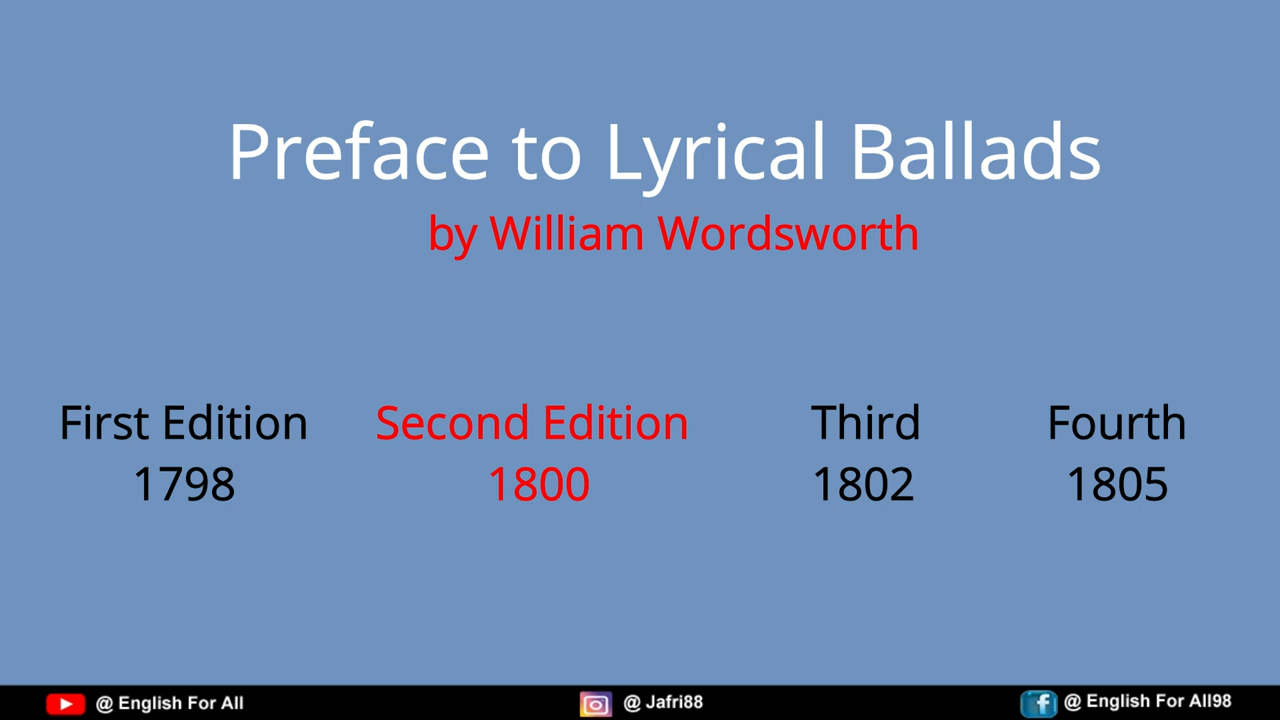 Preface to Lyrical Ballads
by William Wordsworth
First Edition Second Edition Third Fourth
1798 1800 1802 1805
@ English For All @ Jafri88 @ English For All98